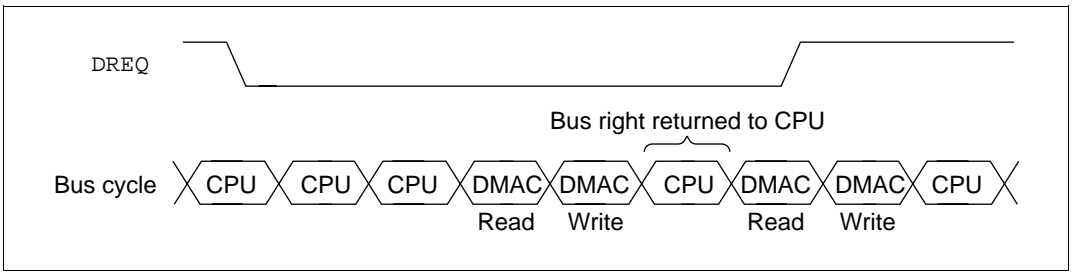 DREQ
Bus right returned to CPU
Bus cycle CPU CPU CPU DMAC DMAC CPU DMAC DMAC CPU
Read Write Read Write